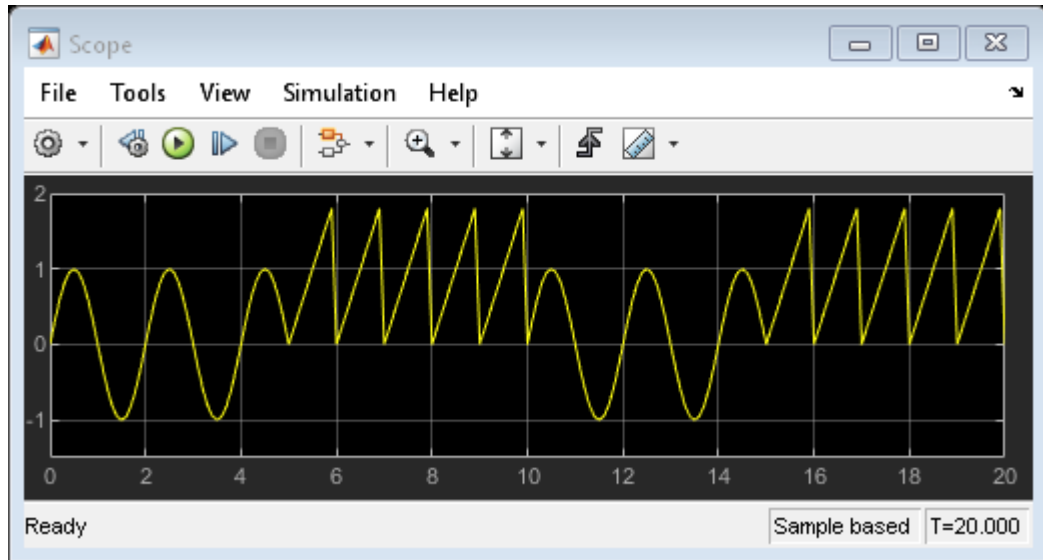 Scope
File Tools View Simulation Help
2
1
0
-1
0 2 4 6 8 10 12 14 16 18 20
Ready Sample based T=20.000